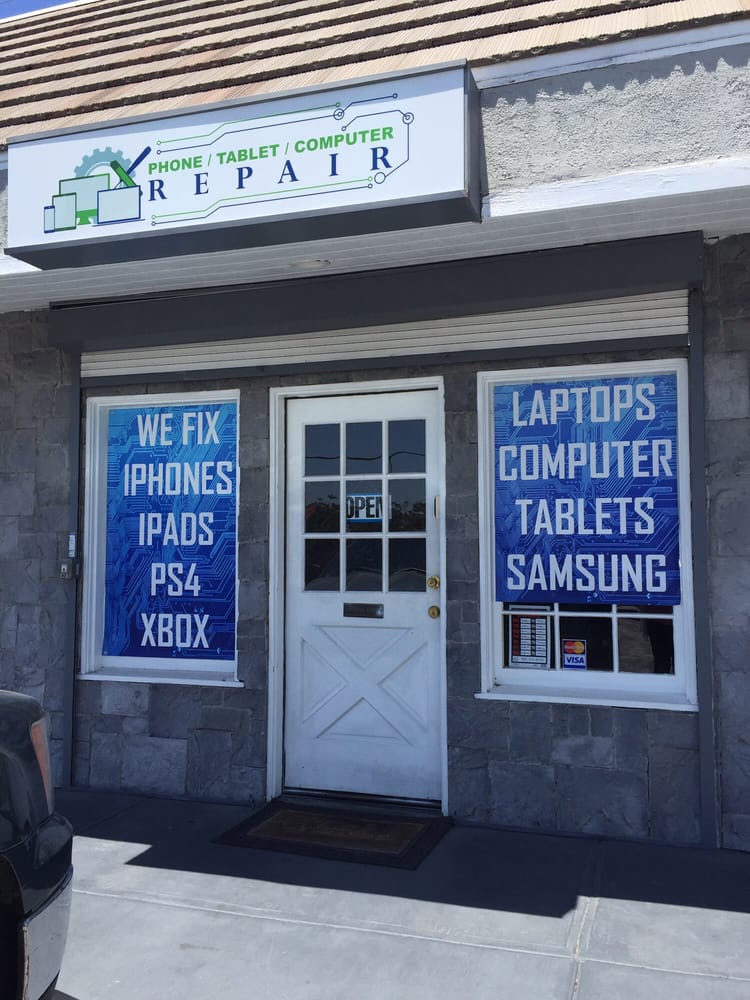 PHONE / TABLET / COMPUTER
REPAIR
WE FIX
IPHONES
IPADS
PS4
XBOX
OPEN
LAPTOPS
COMPUTER
TABLETS
SAMSUNG
VISA